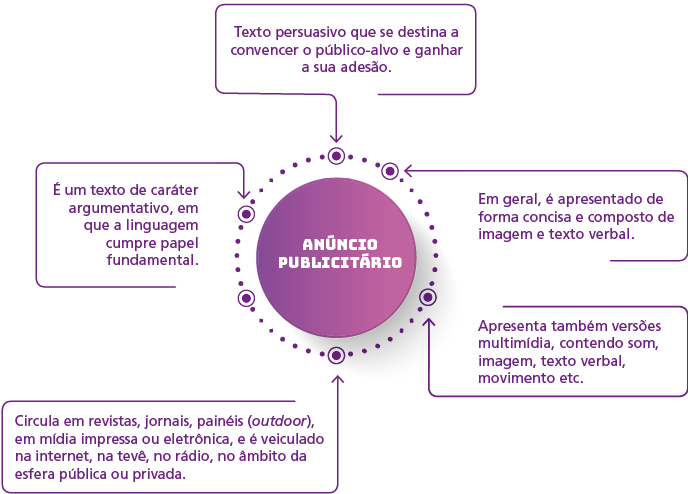 Texto persuasivo que se destina a
convencer o público-alvo e ganhar
a sua adesão.
É um texto de caráter
argumentativo, em
que a linguagem
cumpre papel
fundamental.
Em geral, é apresentado de
forma concisa e composto de
imagem e texto verbal.
ANÚNCIO
PUBLICITÁRIO
Apresenta também versões
multimídia, contendo som,
imagem, texto verbal,
movimento etc.
Circula em revistas, jornais, painéis (outdoor),
em mídia impressa ou eletrônica, e é veiculado
na internet, na tevê, no rádio, no âmbito da
esfera pública ou privada.